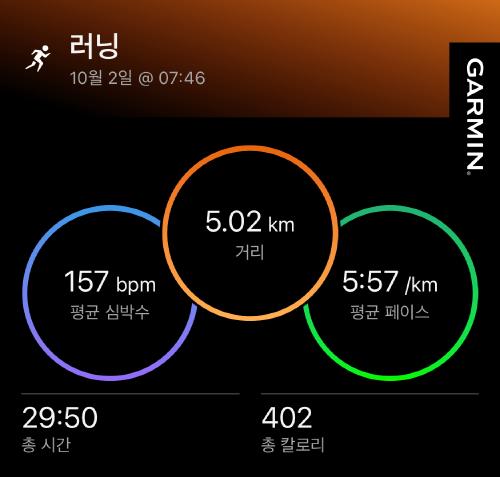 러닝
10월 2일 @ 07:46
GARMIN
5.02 km
거리
157 bpm
평균 심박수
5:57 /km
평균 페이스
29:50
총 시간
402
총 칼로리